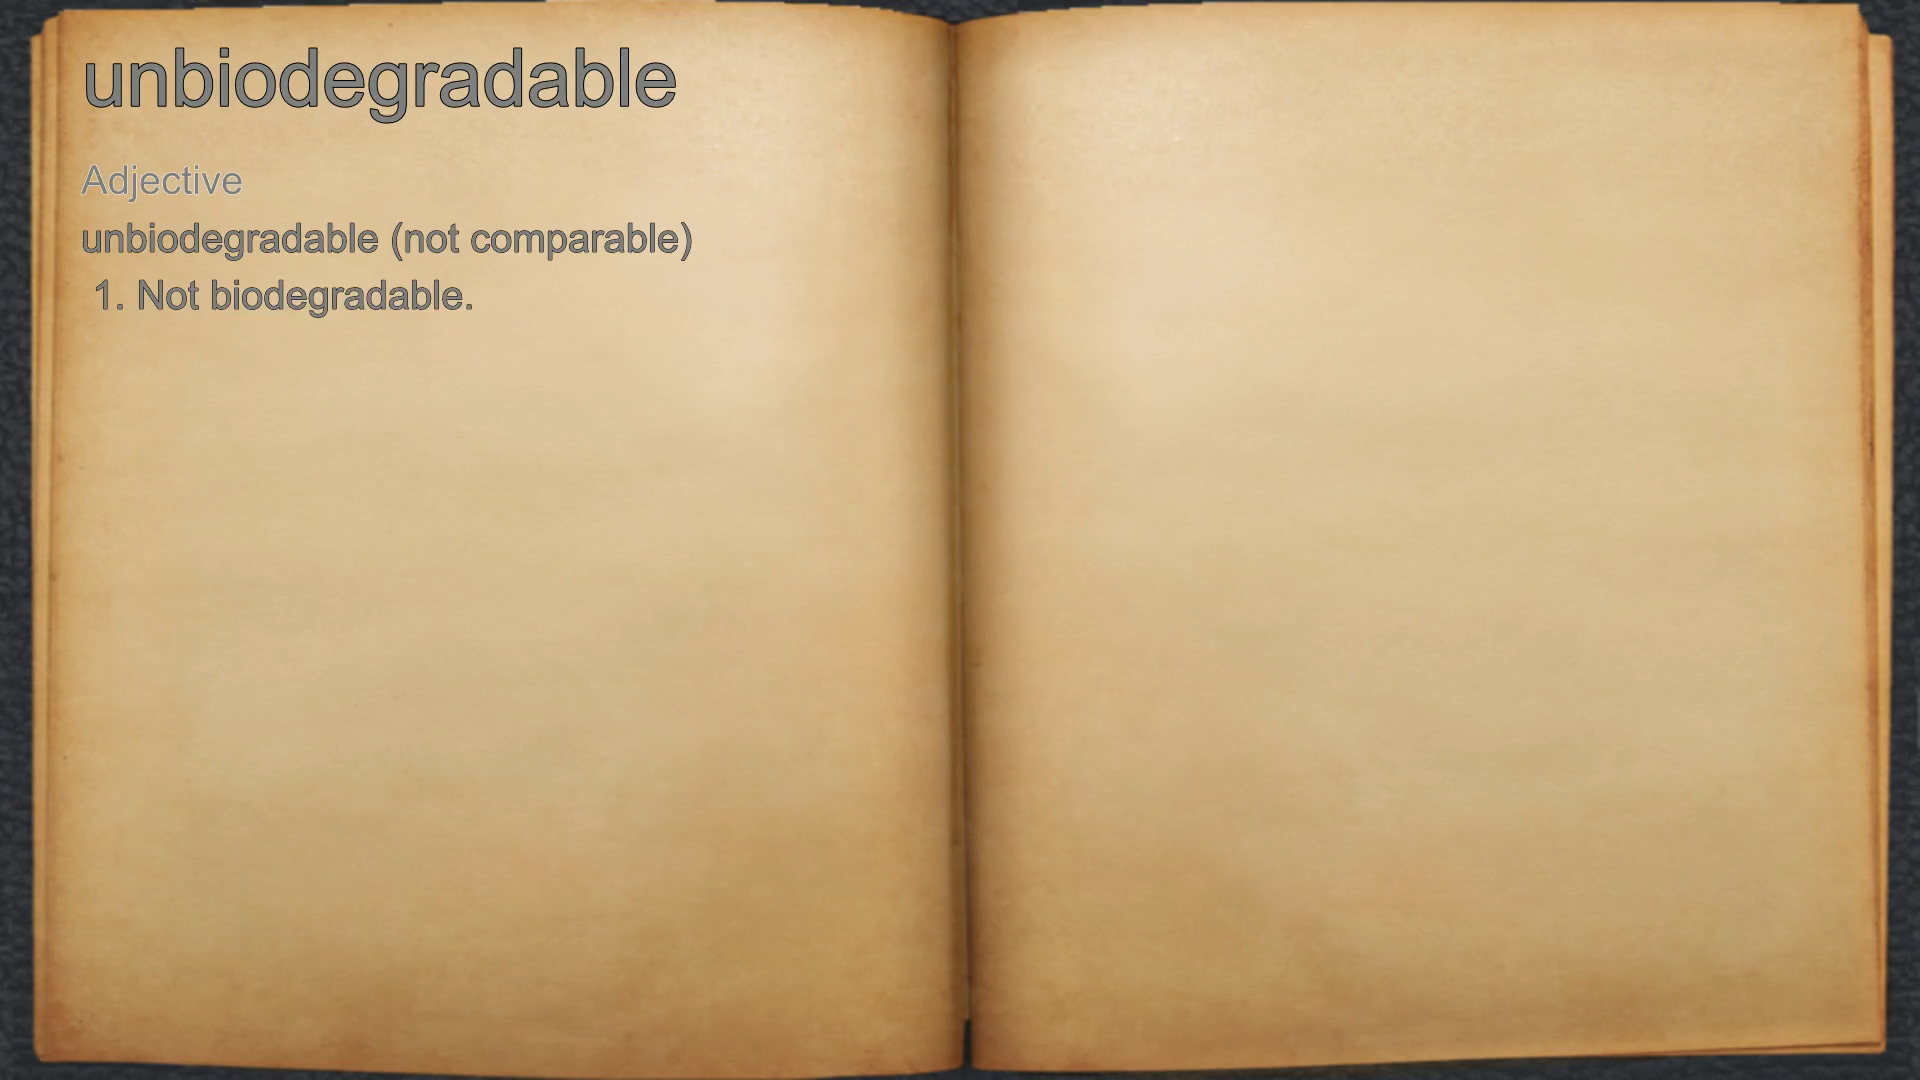 unbiodegradable
Adjective
unbiodegradable (not comparable)
1. Not biodegradable.